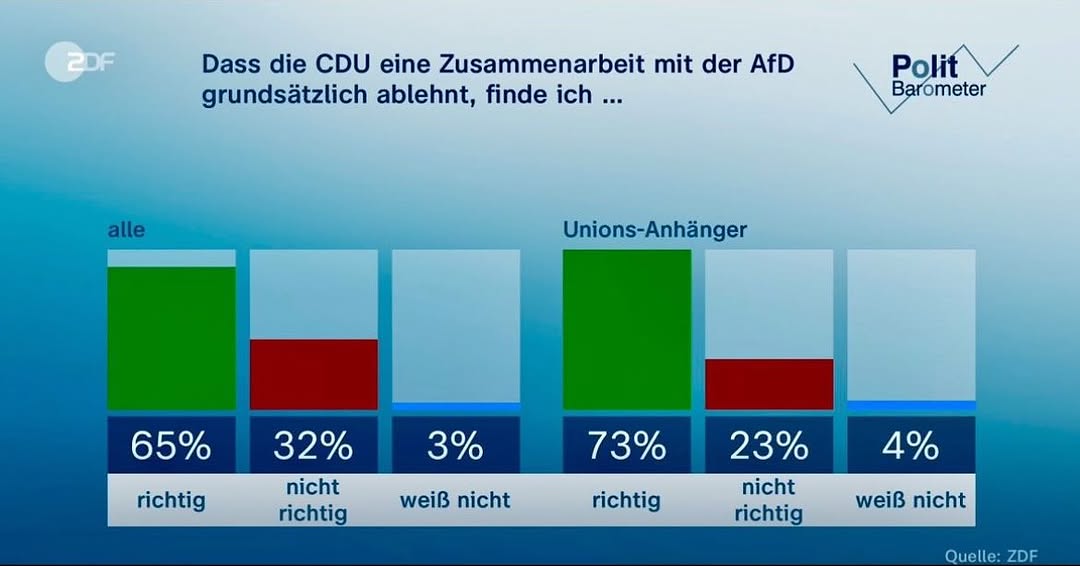 ZDF
Dass die CDU eine Zusammenarbeit mit der AfD
grundsätzlich ablehnt, finde ich ...
Polit
Barometer
alle
65%
32%
3%
richtig
nicht
richtig
weiß nicht
Unions-Anhänger
73%
23%
4%
richtig
nicht
richtig
weiß nicht
Quelle: ZDF